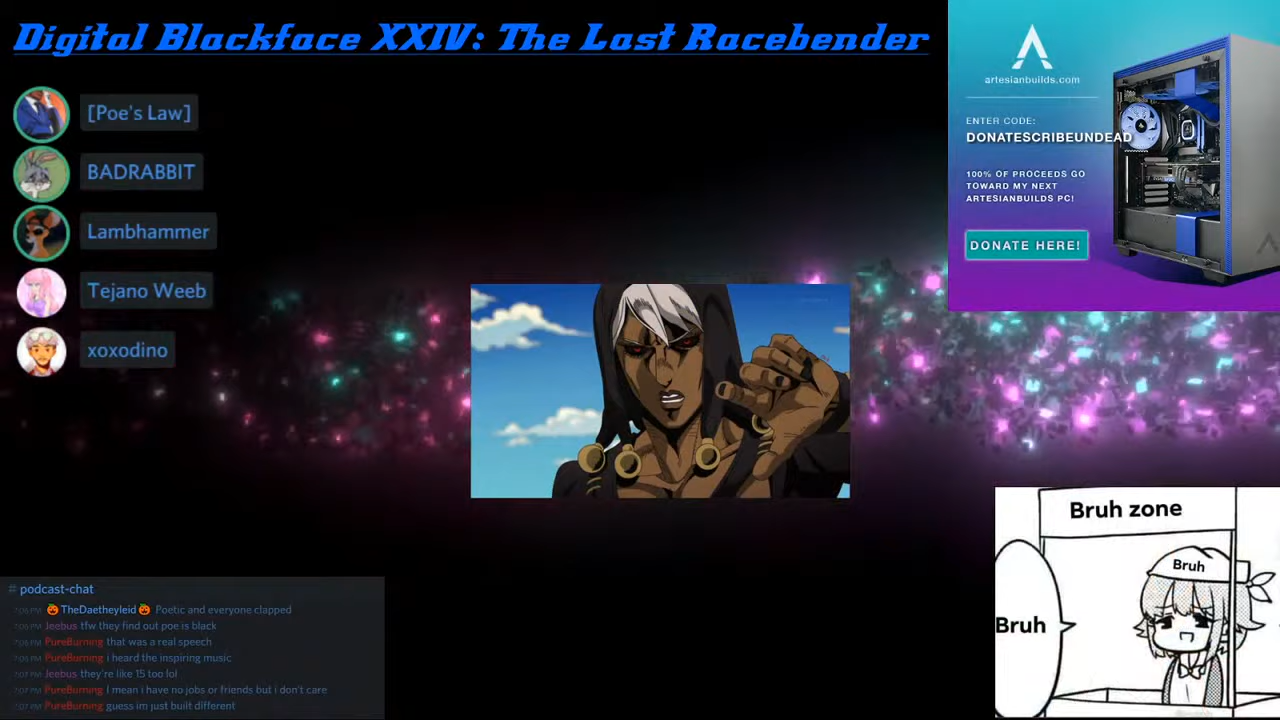 Digital Blackface XXIV: The Last Racebender
[Poe's Law]
BADRABBIT
Lambhammer
Tejano Weeb
xoxodino
artesianbuilds.com
ENTER CODE:
DONATESCRIBEUNDEAD
100% OF PROCEEDS GO
TOWARD MY NEXT
ARTESIANBUILDS PC!
DONATE HERE!
Bruh zone
Bruh
Bruh
# podcast-chat
7:06 PM 🎃 TheDaetheyleid 🎃 Poetic and everyone clapped
7:06 PM Jeebus tfw they find out poe is black
7:06 PM PureBurning that was a real speech
7:06 PM PureBurning i heard the inspiring music
7:07 PM Jeebus they're like 15 too lol
7:07 PM PureBurning I mean i have no jobs or friends but i don't care
7:07 PM PureBurning guess im just built different